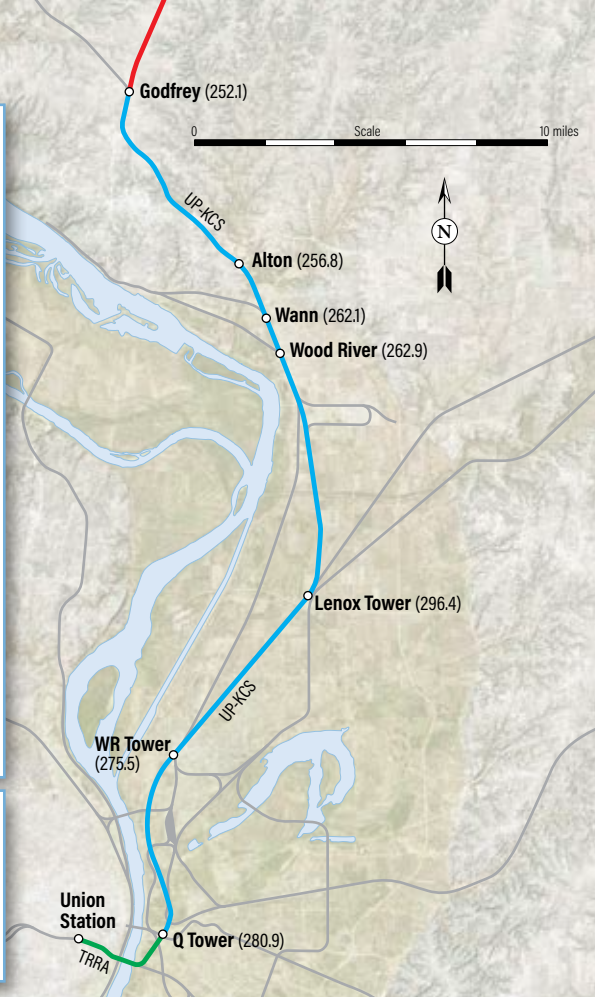 Godfrey (252.1)
0 Scale 10 miles
UP-KCS
N
Alton (256.8)
Wann (262.1)
Wood River (262.9)
Lenox Tower (296.4)
UP-KCS
WR Tower
(275.5)
Union
Station
Q Tower (280.9)
TRRA